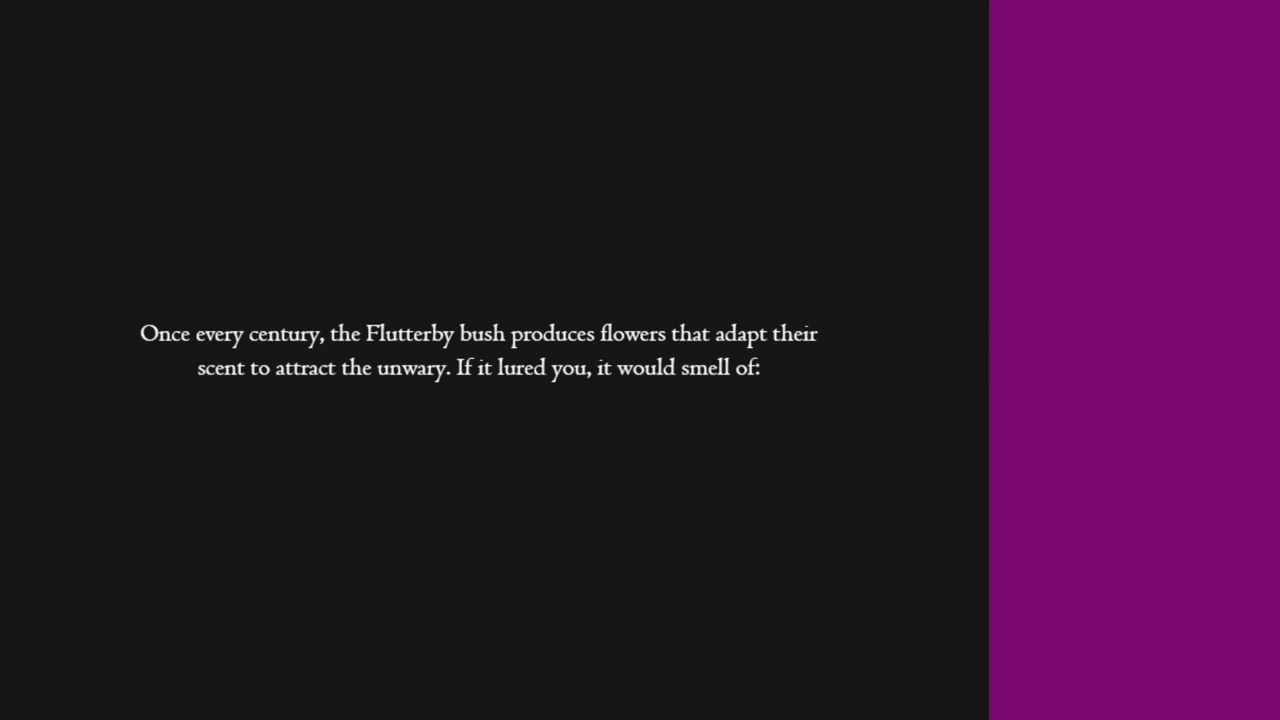 Once every century, the Flutterby bush produces flowers that adapt their
scent to attract the unwary. If it lured you, it would smell of: